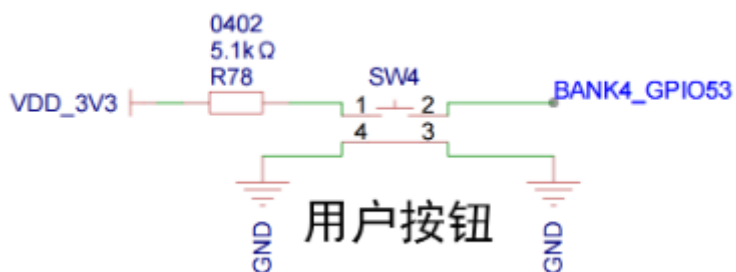 0402
5.1kΩ
R78
SW4
VDD_3V3
1
2
BANK4_GPIO53
4
3
用户按钮
GND
GND